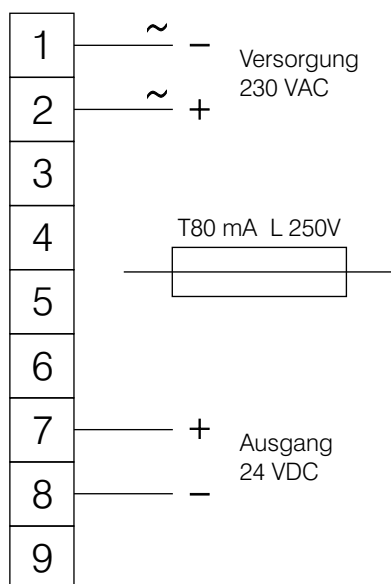 1 ~ − Versorgung
2 ~ + 230 VAC
3
4 T80 mA L 250V
5
6
7 + Ausgang
8 − 24 VDC
9